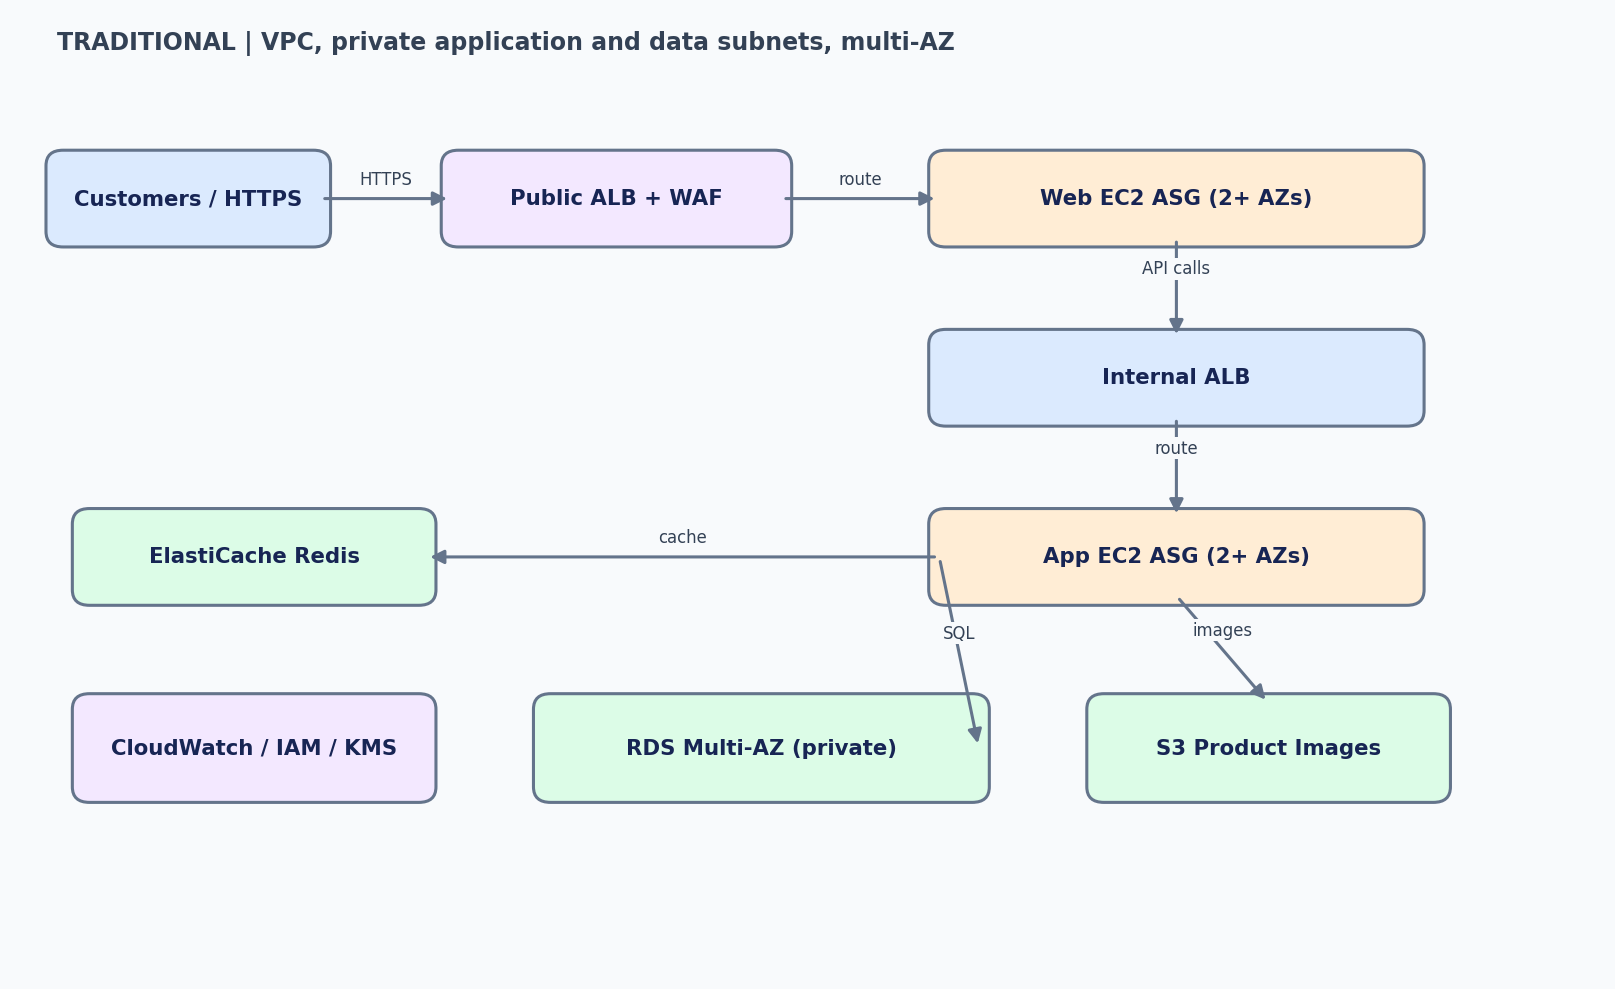 TRADITIONAL | VPC, private application and data subnets, multi-AZ
Customers / HTTPS
HTTPS
Public ALB + WAF
route
Web EC2 ASG (2+ AZs)
API calls
Internal ALB
route
ElastiCache Redis
cache
App EC2 ASG (2+ AZs)
SQL
images
CloudWatch / IAM / KMS
RDS Multi-AZ (private)
S3 Product Images